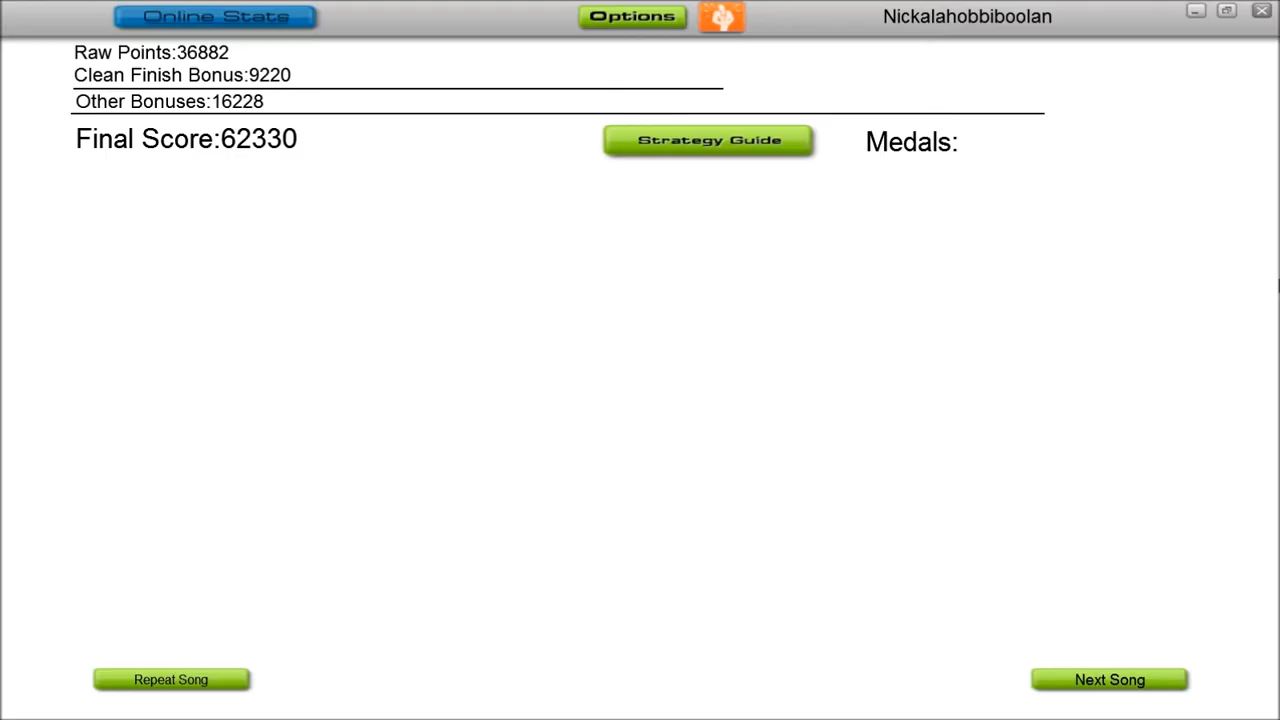 Online Stats
Options
Nickalahobbiboolan
Raw Points:36882
Clean Finish Bonus:9220
Other Bonuses:16228
Final Score:62330
Strategy Guide
Medals:
Repeat Song
Next Song